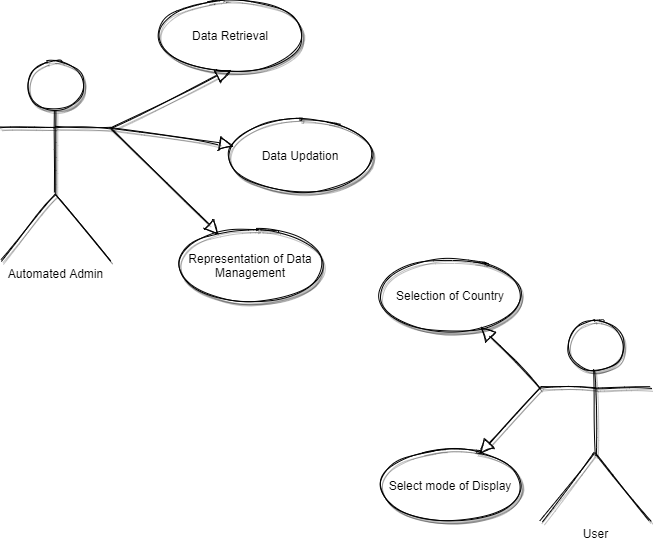 Data Retrieval
Data Updation
Representation of Data
Management
Automated Admin
Selection of Country
Select mode of Display
User